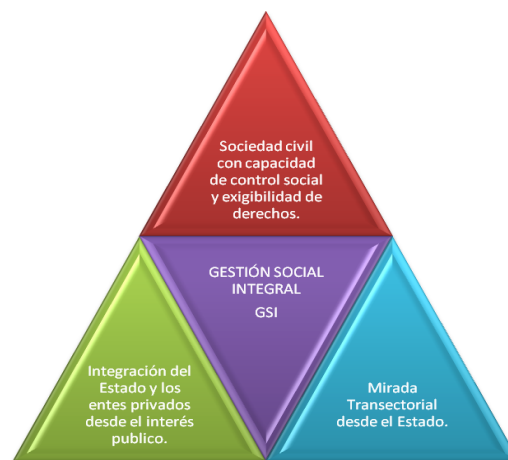 Sociedad civil
con capacidad
de control social
y exigibilidad de
derechos.
GESTIÓN SOCIAL
INTEGRAL
GSI
Integración del
Estado y los
entes privados
desde el interés
publico.
Mirada
Transectorial
desde el Estado.